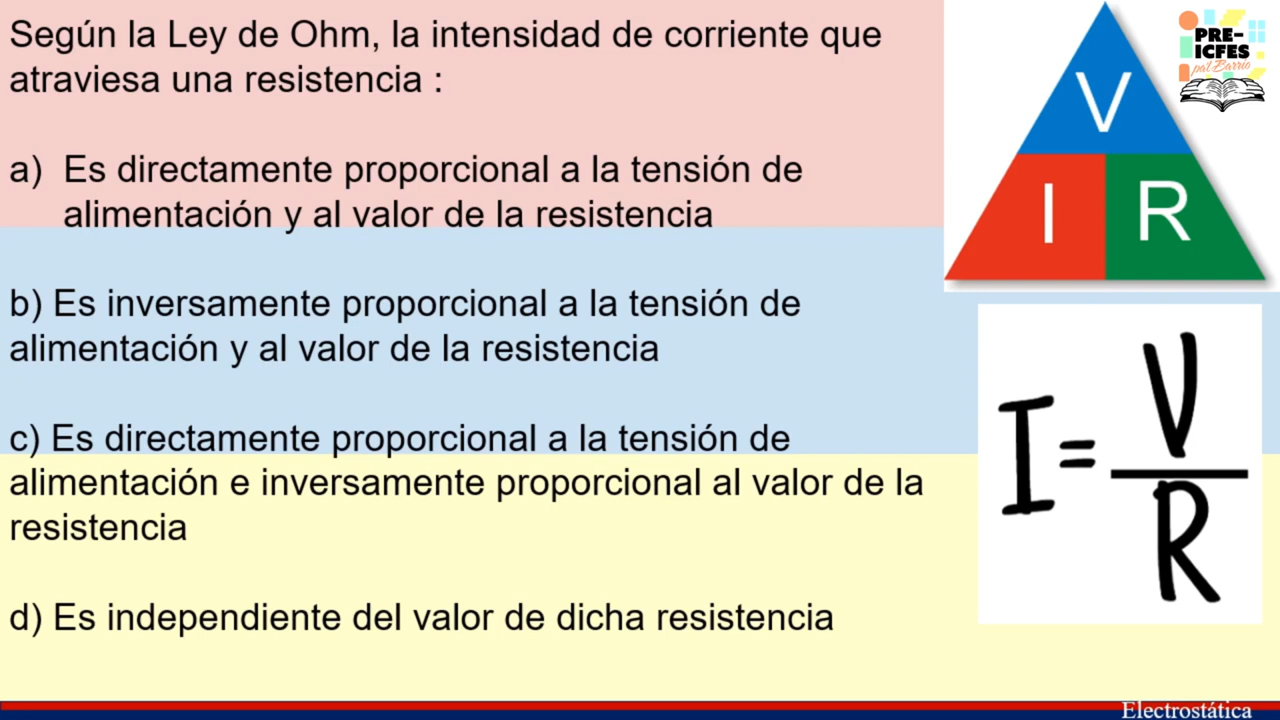 Según la Ley de Ohm, la intensidad de corriente que
atraviesa una resistencia :
a) Es directamente proporcional a la tensión de
alimentación y al valor de la resistencia
b) Es inversamente proporcional a la tensión de
alimentación y al valor de la resistencia
c) Es directamente proporcional a la tensión de
alimentación e inversamente proporcional al valor de la
resistencia
d) Es independiente del valor de dicha resistencia
V
I R
PRE-
ICFES
pa'l Barrio
I = V
R
Electrostática